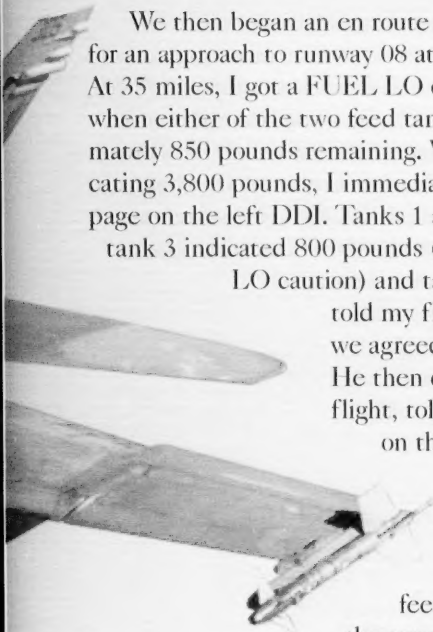 We then began an en route
for an approach to runway 08 at
At 35 miles, I got a FUEL LO
when either of the two feed tan
mately 850 pounds remaining.
cating 3,800 pounds, I immedia
page on the left DDI. Tanks 1
tank 3 indicated 800 pounds
LO caution) and t
told my f
we agreed
He then
flight, tol
on th
fee